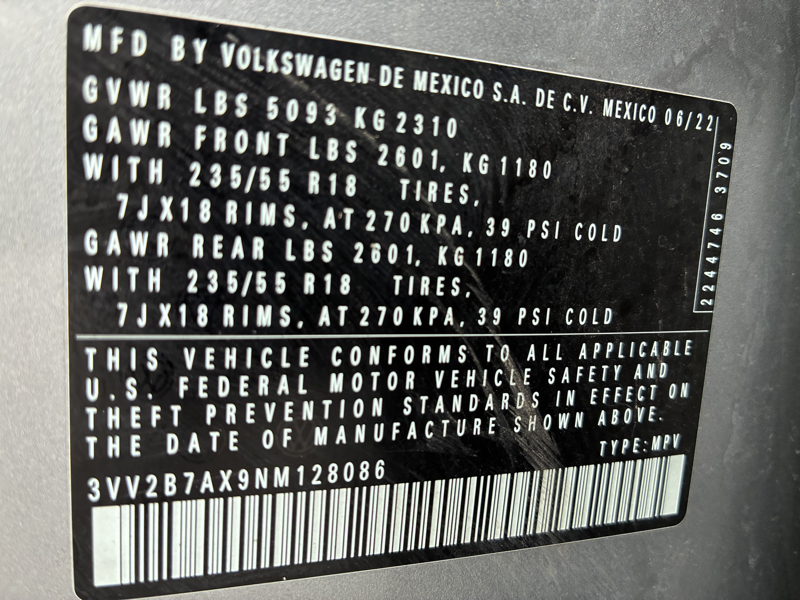 MFD BY VOLKSWAGEN DE MEXICO S.A. DE C.V. MEXICO 06/22
GVWR LBS 5093 KG 2310
GAWR FRONT LBS 2601, KG 1180
WITH 235/55 R18 TIRES,
7J X18 RIMS, AT 270 KPA, 39 PSI COLD
GAWR REAR LBS 2601, KG 1180
WITH 235/55 R18 TIRES,
7J X18 RIMS, AT 270 KPA, 39 PSI COLD
2244746 3709
THIS VEHICLE CONFORMS TO ALL APPLICABLE
U.S. FEDERAL MOTOR VEHICLE SAFETY AND
THEFT PREVENTION STANDARDS IN EFFECT ON
THE DATE OF MANUFACTURE SHOWN ABOVE.
TYPE: MPV
3VV2B7AX9NM128086